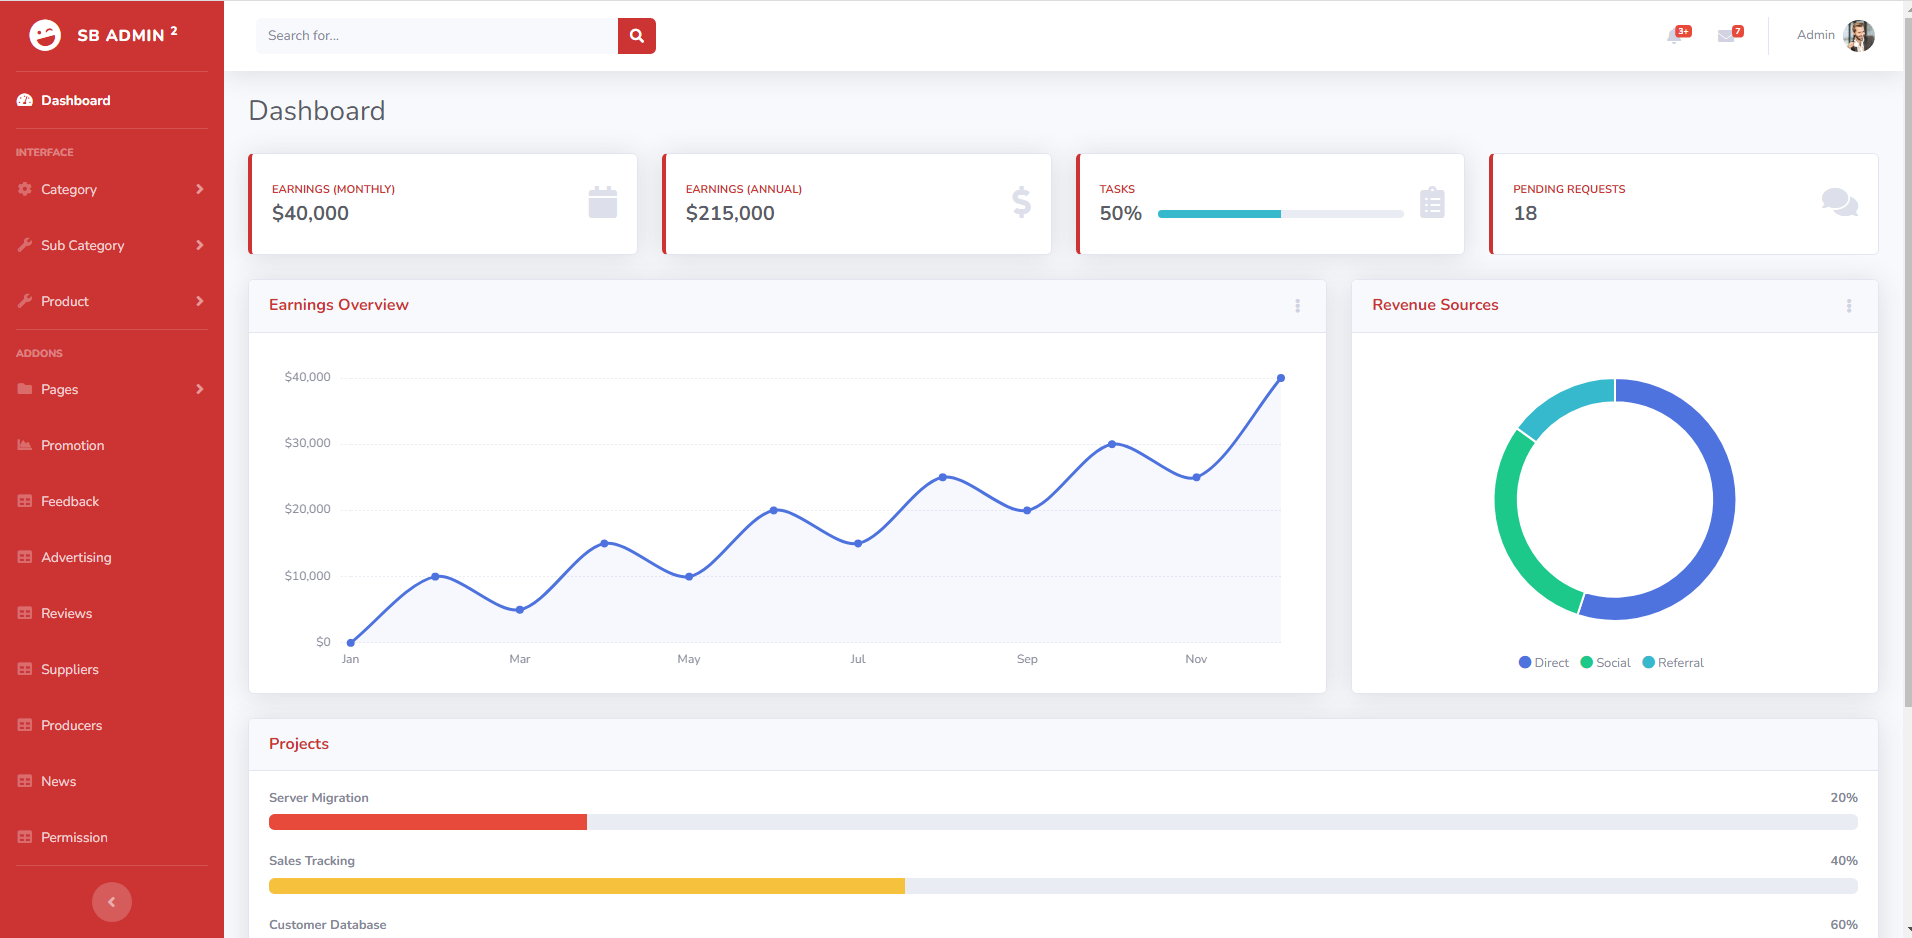 SB ADMIN 2
Search for...
3+
7
Admin
Dashboard
INTERFACE
Category
Sub Category
Product
ADDONS
Pages
Promotion
Feedback
Advertising
Reviews
Suppliers
Producers
News
Permission
Dashboard
EARNINGS (MONTHLY)
$40,000
EARNINGS (ANNUAL)
$215,000
TASKS
50%
PENDING REQUESTS
18
Earnings Overview
$40,000
$30,000
$20,000
$10,000
$0
Jan Mar May Jul Sep Nov
Revenue Sources
Direct Social Referral
Projects
Server Migration 20%
Sales Tracking 40%
Customer Database 60%